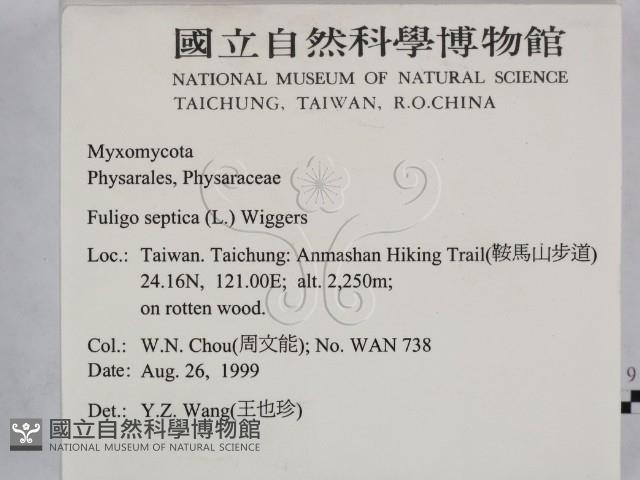 國立自然科學博物館
NATIONAL MUSEUM OF NATURAL SCIENCE
TAICHUNG, TAIWAN, R.O.CHINA
Myxomycota
Physarales, Physaraceae
Fuligo septica (L.) Wiggers
Loc.: Taiwan. Taichung: Anmashan Hiking Trail(鞍馬山步道)
24.16N, 121.00E; alt. 2,250m;
on rotten wood.
Col.: W.N. Chou(周文能); No. WAN 738
Date: Aug. 26, 1999
Det.: Y.Z. Wang(王也珍)
9
國立自然科學博物館
NATIONAL MUSEUM OF NATURAL SCIENCE